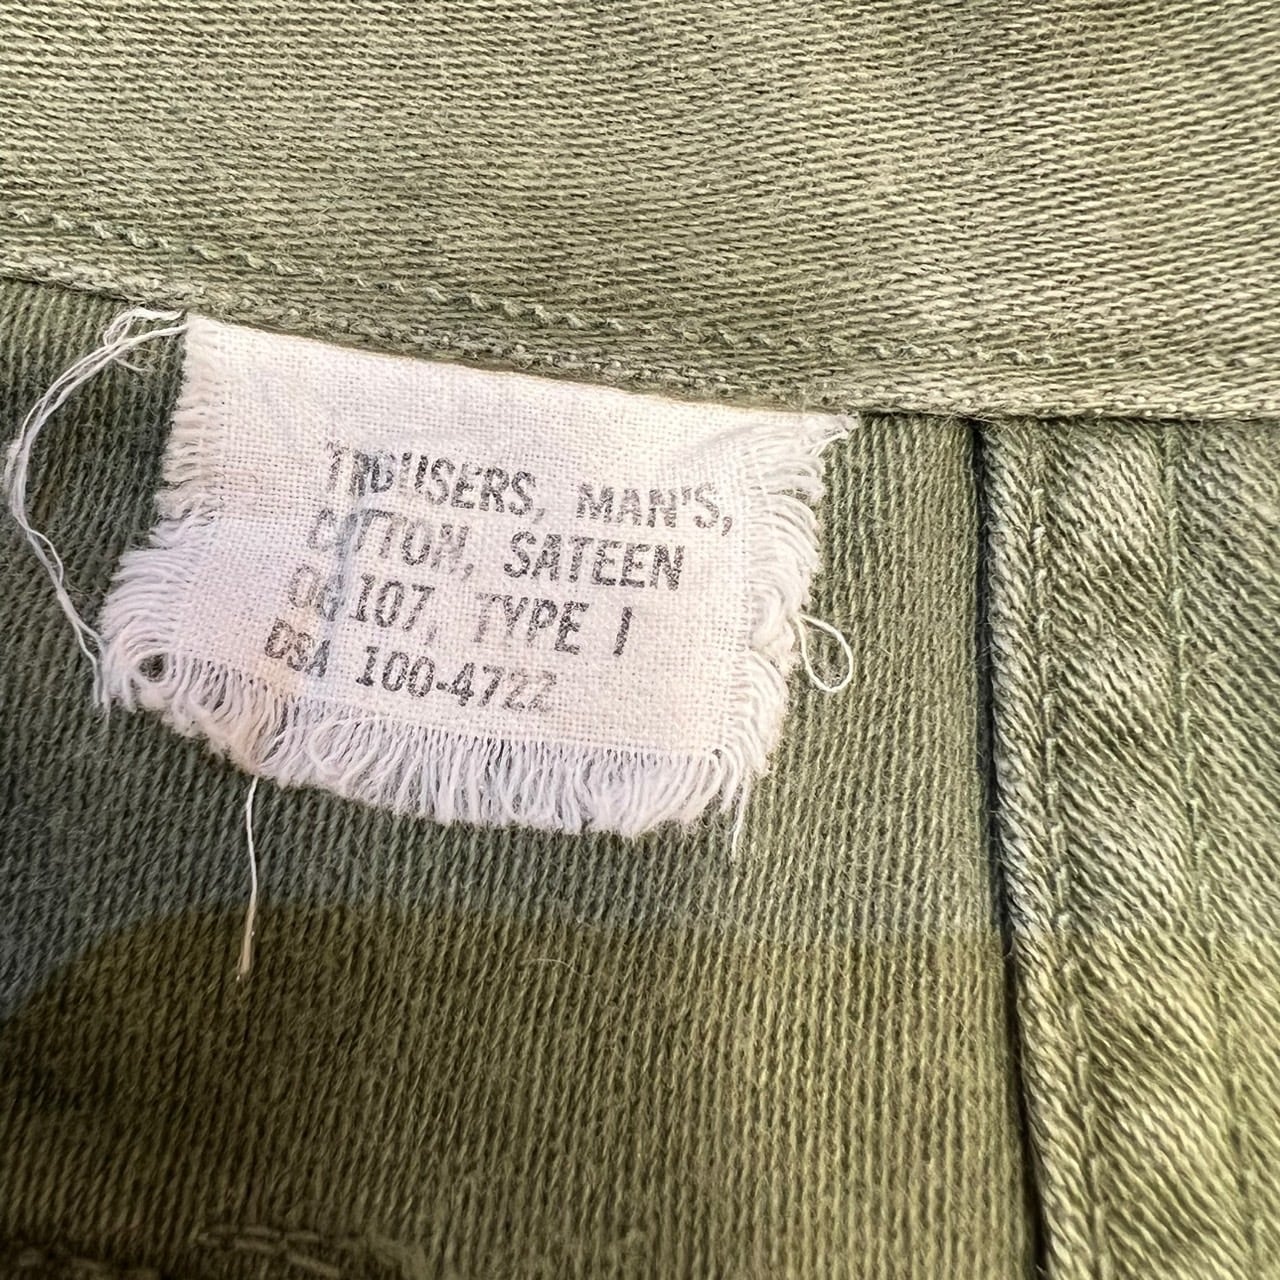 TROUSERS, MAN'S,
COTTON, SATEEN
OG 107, TYPE I
DSA 100-4722